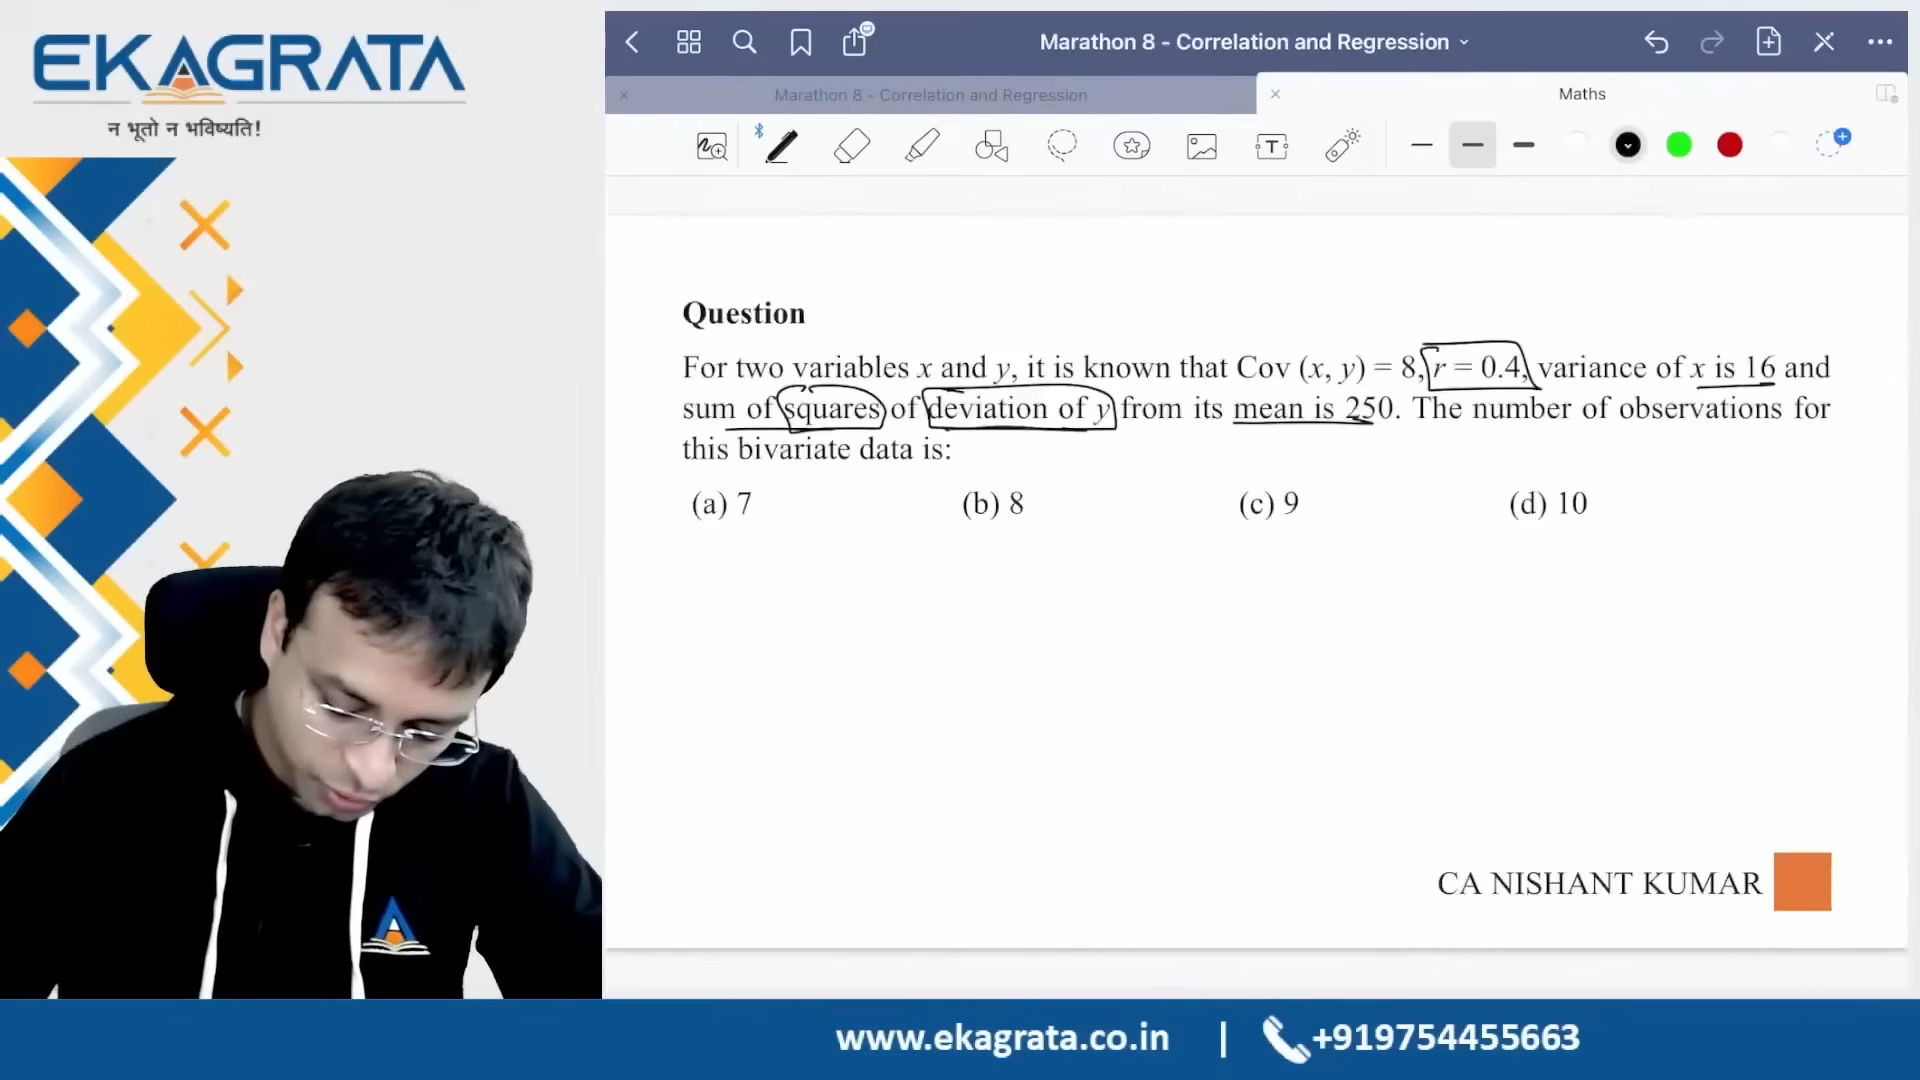 EKAGRATA
न भूतो न भविष्यति!
Marathon 8 - Correlation and Regression
Marathon 8 - Correlation and Regression
Maths
Question
For two variables x and y, it is known that Cov (x, y) = 8, r = 0.4, variance of x is 16 and
sum of squares of deviation of y from its mean is 250. The number of observations for
this bivariate data is:
(a) 7 (b) 8 (c) 9 (d) 10
CA NISHANT KUMAR
www.ekagrata.co.in | +919754455663